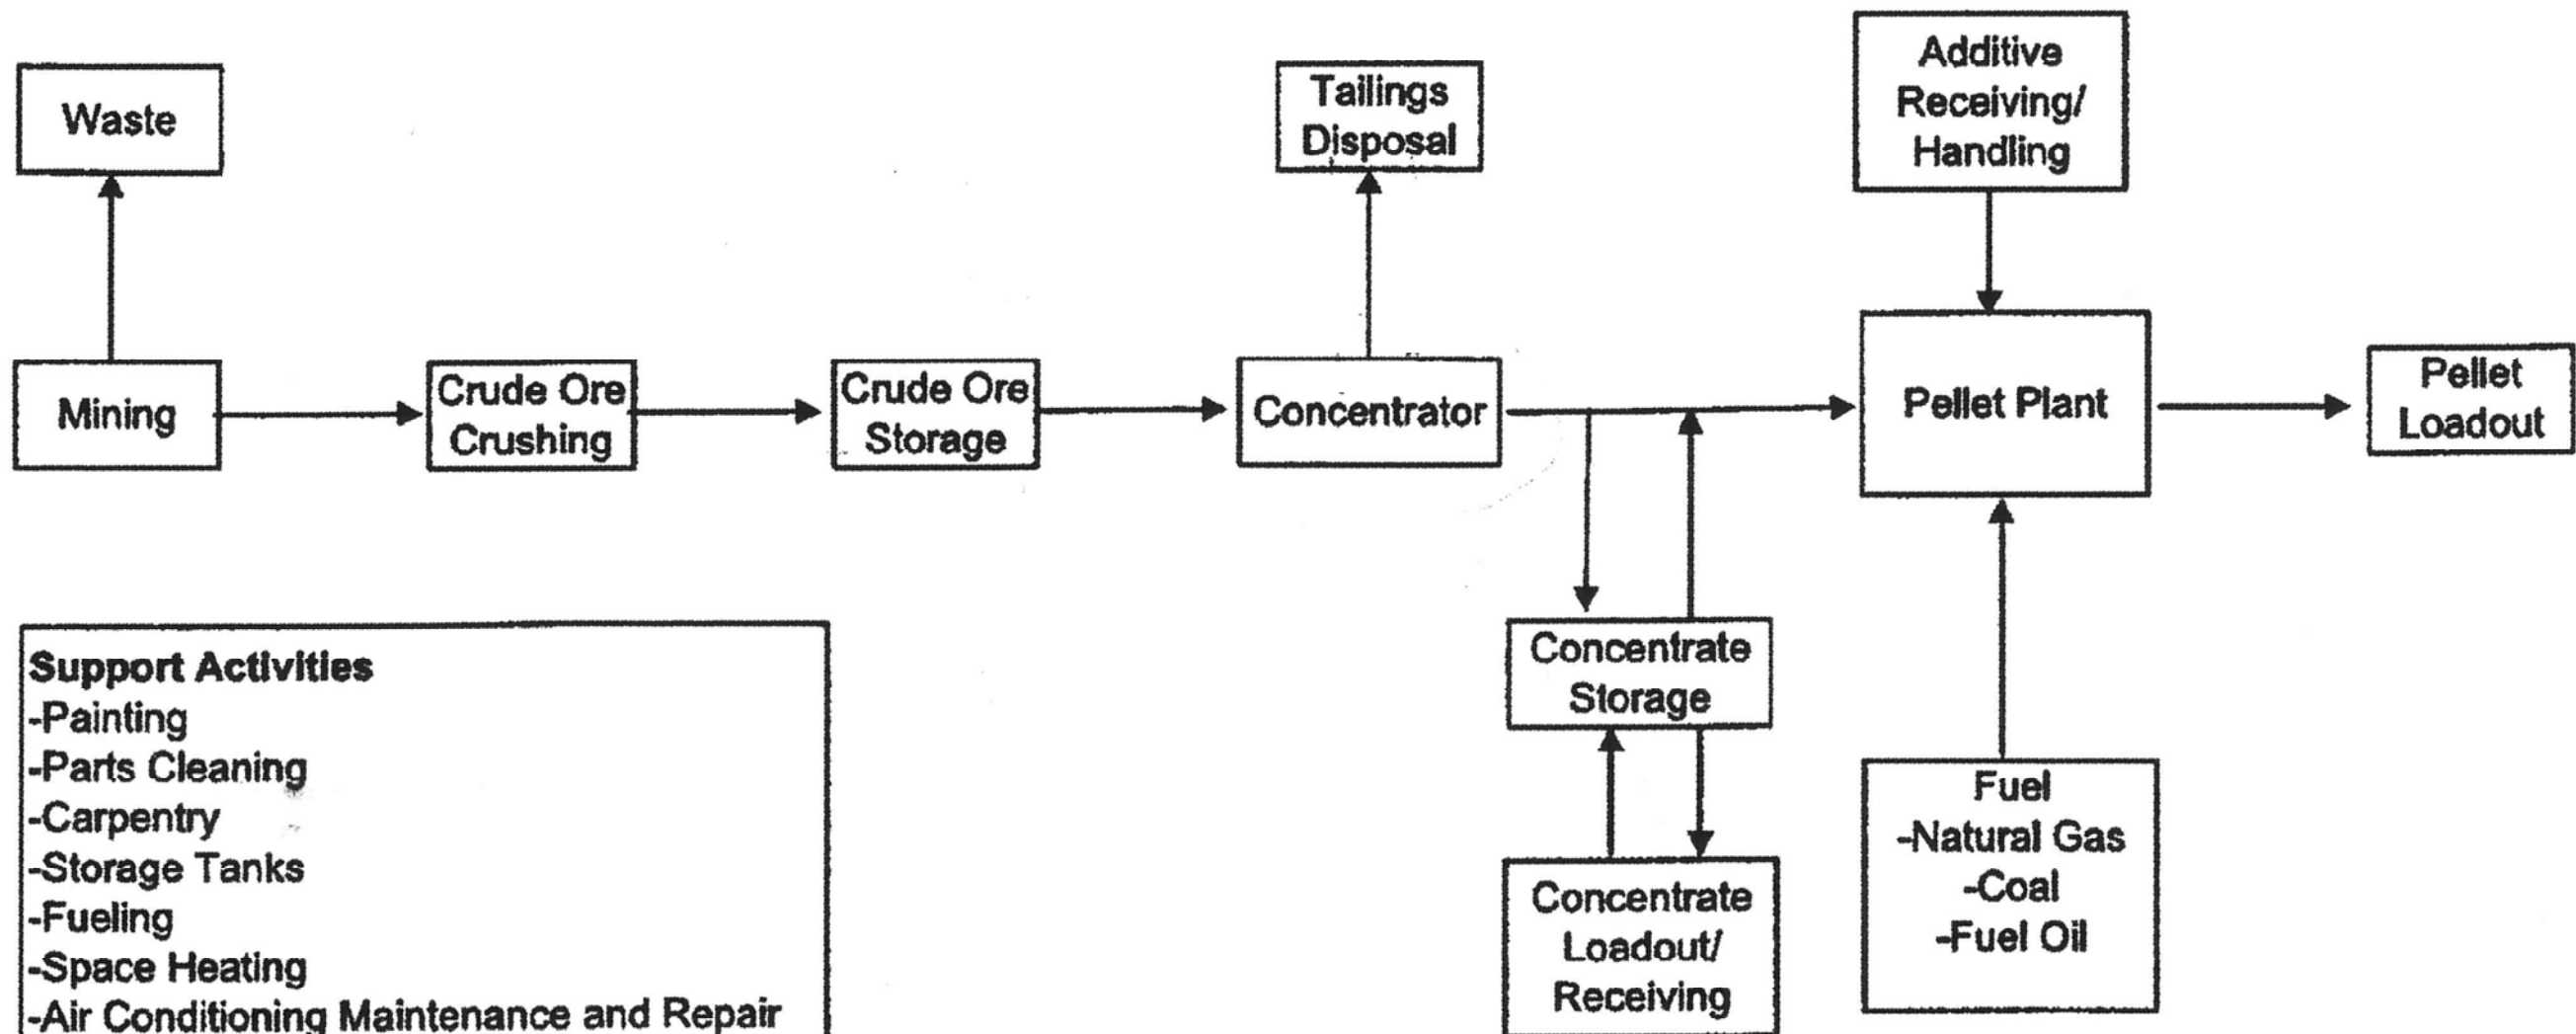 Waste
Tailings
Disposal
Additive
Receiving/
Handling
Mining
Crude Ore
Crushing
Crude Ore
Storage
Concentrator
Pellet Plant
Pellet
Loadout
Support Activities
-Painting
-Parts Cleaning
-Carpentry
-Storage Tanks
-Fueling
-Space Heating
-Air Conditioning Maintenance and Repair
Concentrate
Storage
Concentrate
Loadout/
Receiving
Fuel
-Natural Gas
-Coal
-Fuel Oil